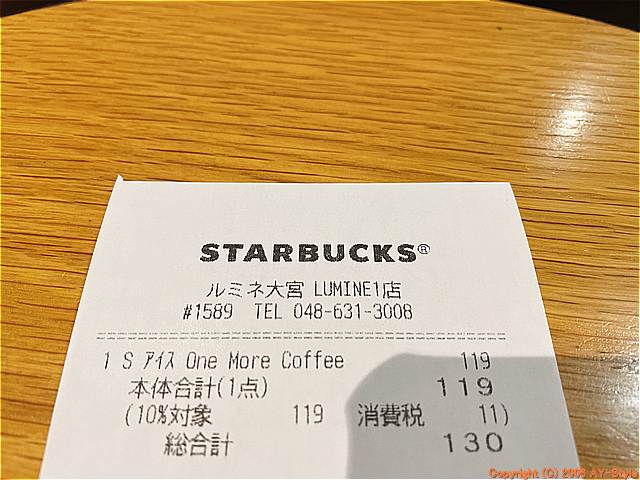 STARBUCKS®
ルミネ大宮 LUMINE1店
#1589 TEL 048-631-3008
1 S アイス One More Coffee 119
本体合計(1点) 119
(10%対象 119 消費税 11)
総合計 130
Copyright (C) 2005 AY-Style